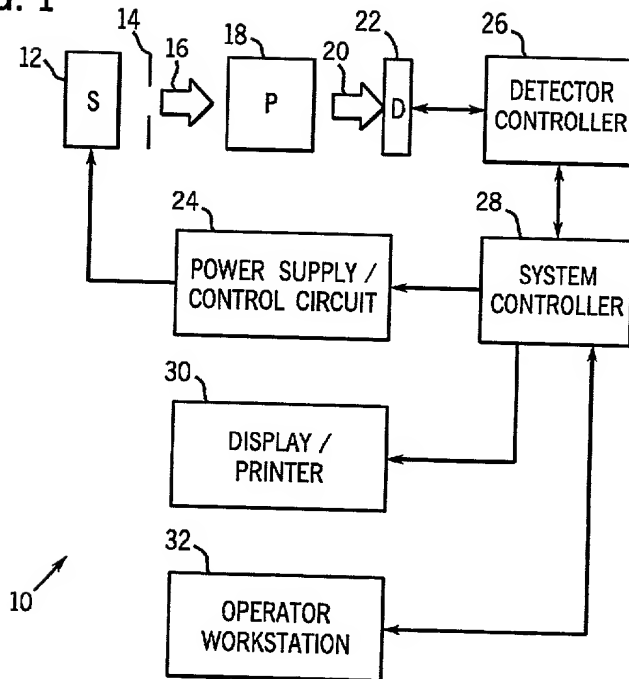 14
16
18
20
22
26
12
S
P
D
DETECTOR
CONTROLLER
24
28
POWER SUPPLY /
CONTROL CIRCUIT
SYSTEM
CONTROLLER
30
DISPLAY /
PRINTER
32
10
OPERATOR
WORKSTATION